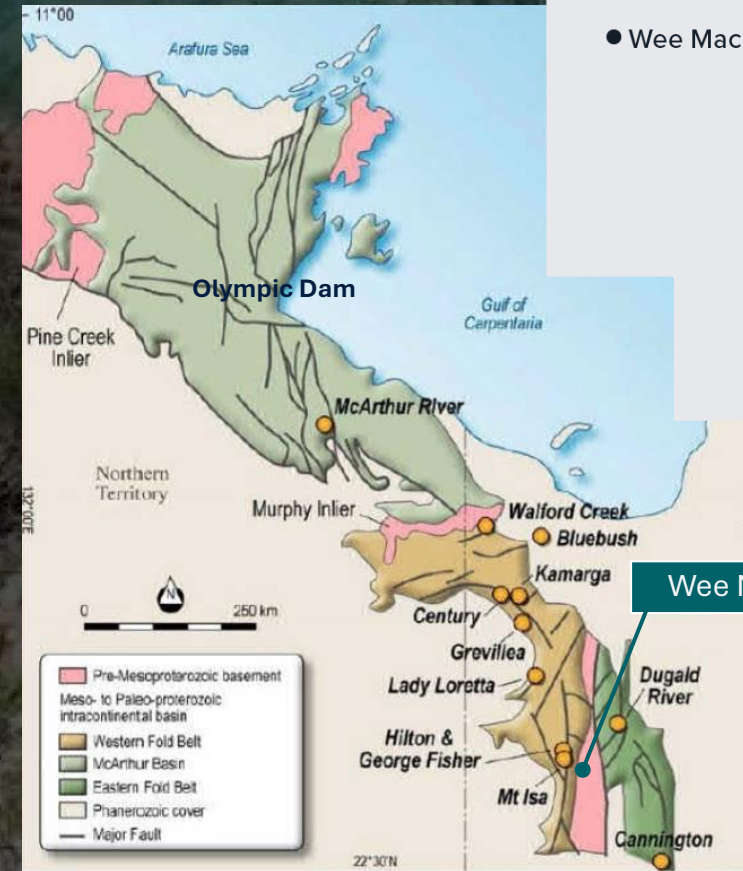 11°00
Arafura Sea
● Wee Mac
Olympic Dam
Gulf of
Carpentaria
Pine Creek
Inlier
McArthur River
Northern
Territory
132°00'E
Murphy Inlier
Walford Creek
Bluebush
Kamarga
Wee
N
0
250 km
Century
Grevillea
Lady Loretta
Dugald
River
Hilton &
George Fisher
Mt Isa
Cannington
Pre-Mesoproterozoic basement
Meso- to Paleo-proterozoic
intracontinental basin
Western Fold Belt
McArthur Basin
Eastern Fold Belt
Phanerozoic cover
Major Fault
22°30'N